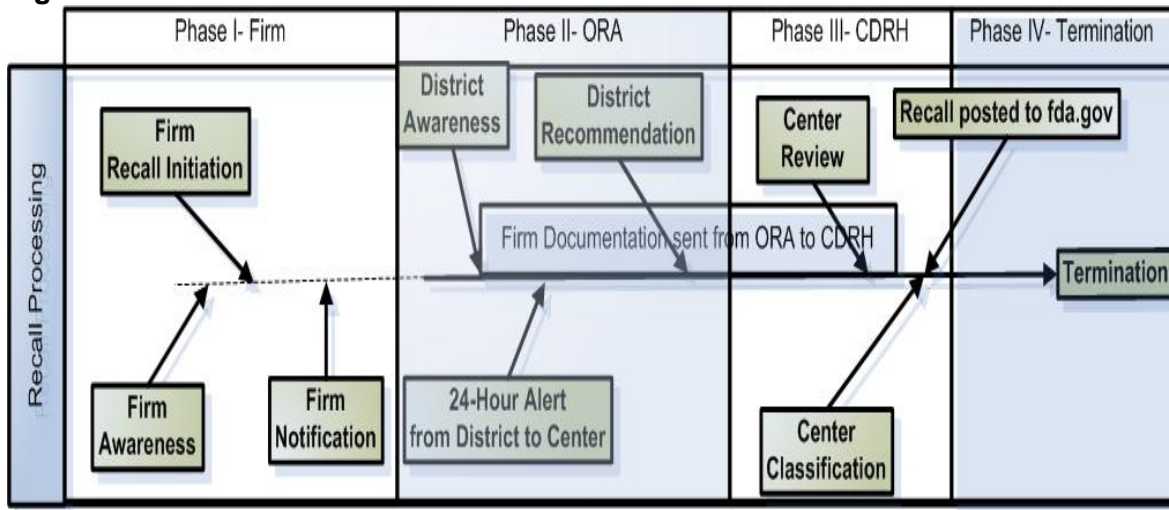 Phase I- Firm
Phase II- ORA
Phase III- CDRH
Phase IV- Termination
Recall Processing
Firm
Recall Initiation
District
Awareness
District
Recommendation
Center
Review
Recall posted to fda.gov
Firm Documentation sent from ORA to CDRH
Termination
Firm
Awareness
Firm
Notification
24-Hour Alert
from District to Center
Center
Classification